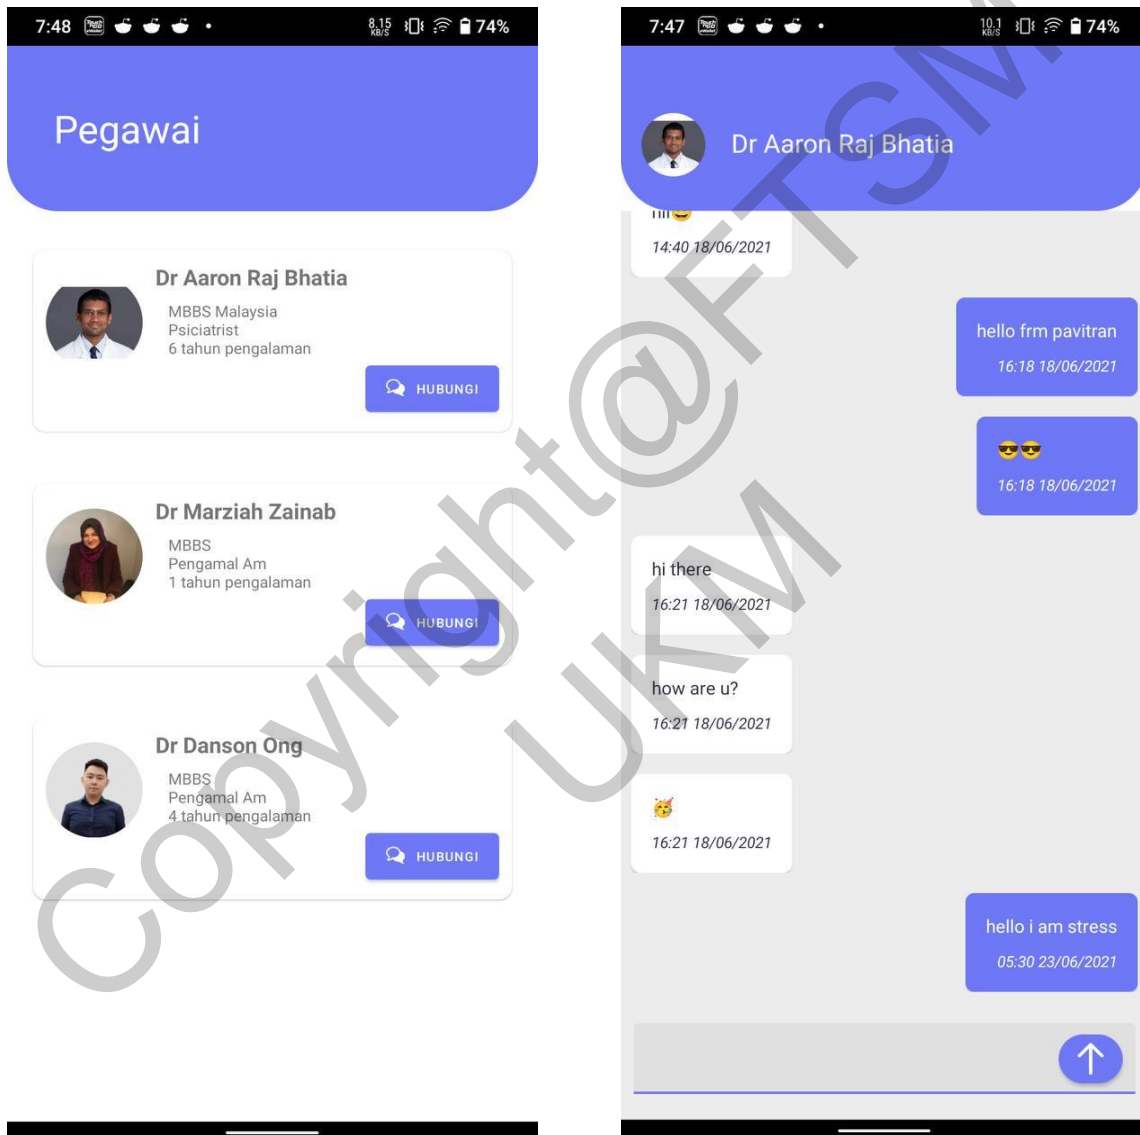 7:48
8.15 KB/S
74%
Pegawai
Dr Aaron Raj Bhatia
MBBS Malaysia
Psiciatrist
6 tahun pengalaman
HUBUNGI
Dr Marziah Zainab
MBBS
Pengamal Am
1 tahun pengalaman
HUBUNGI
Dr Danson Ong
MBBS
Pengamal Am
4 tahun pengalaman
HUBUNGI
7:47
10.1 KB/S
74%
Dr Aaron Raj Bhatia
14:40 18/06/2021
hello frm pavitran
16:18 18/06/2021
😎😎
16:18 18/06/2021
hi there
16:21 18/06/2021
how are u?
16:21 18/06/2021
🥳
16:21 18/06/2021
hello i am stress
05:30 23/06/2021
Copyright@FTSM
UKM